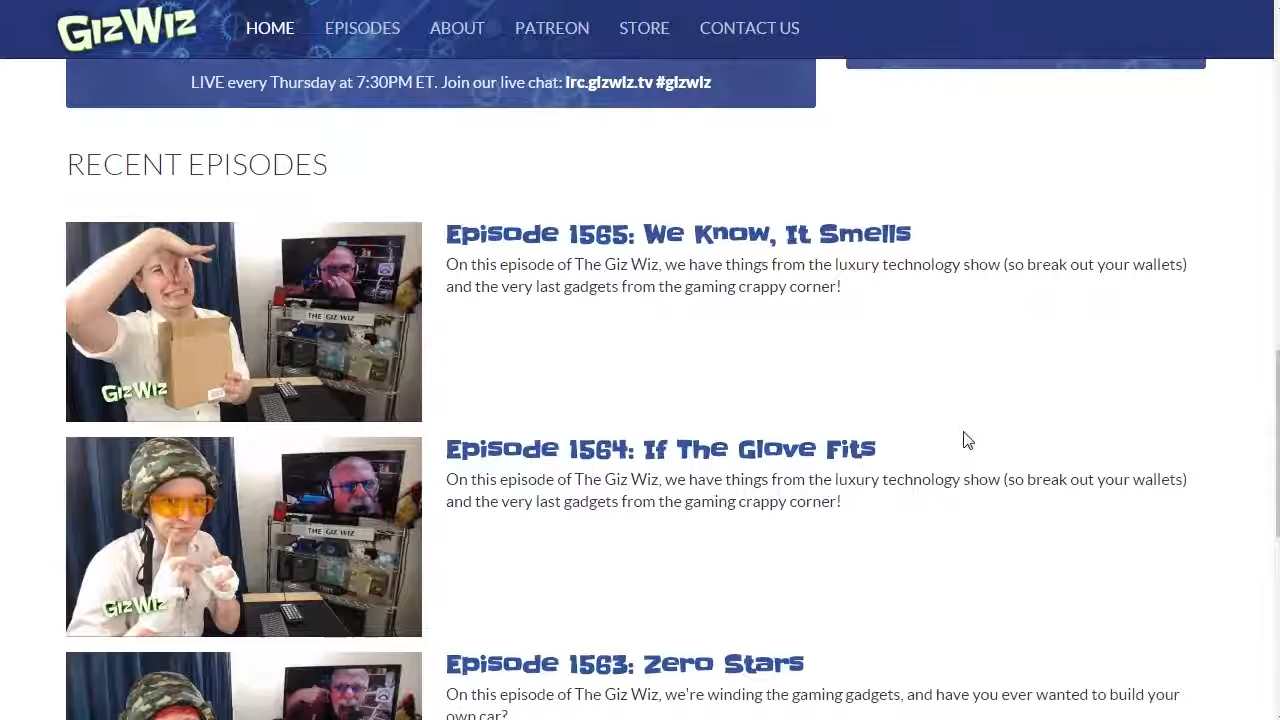 GIZWIZ
HOME EPISODES ABOUT PATREON STORE CONTACT US
LIVE every Thursday at 7:30PM ET. Join our live chat: irc.gizwiz.tv #gizwiz
RECENT EPISODES
Episode 1565: We Know, It Smells
On this episode of The Giz Wiz, we have things from the luxury technology show (so break out your wallets)
and the very last gadgets from the gaming crappy corner!
THE GIZ WIZ
GIZWIZ
Episode 1564: If The Glove Fits
On this episode of The Giz Wiz, we have things from the luxury technology show (so break out your wallets)
and the very last gadgets from the gaming crappy corner!
THE GIZ WIZ
GIZWIZ
Episode 1563: Zero Stars
On this episode of The Giz Wiz, we're winding the gaming gadgets, and have you ever wanted to build your
own car?